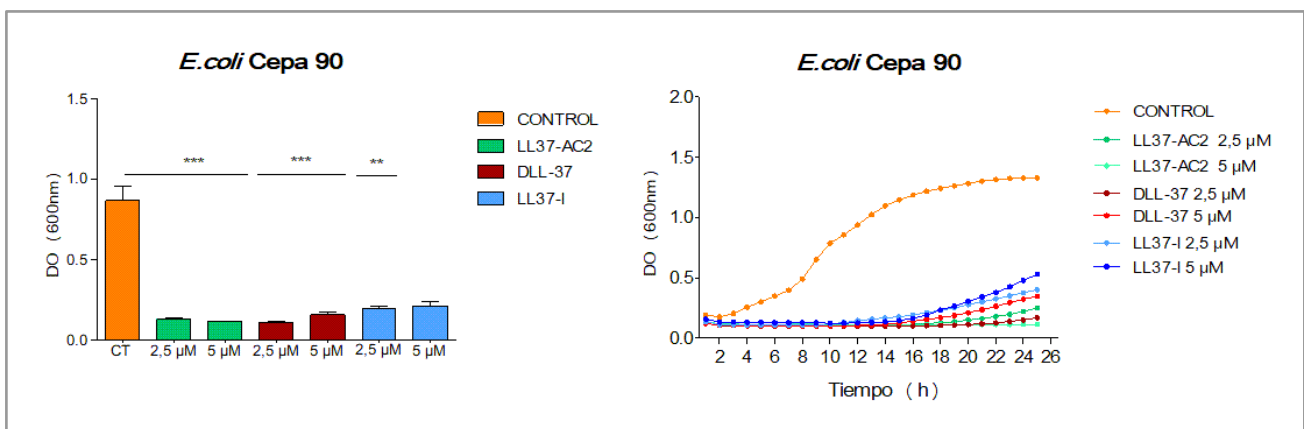 E.coli Cepa 90
1.5
1.0
0.5
0.0
DO (600nm)
***
***
**
CT
2,5 µM
5 µM
2,5 µM
5 µM
2,5 µM
5 µM
CONTROL
LL37-AC2
DLL-37
LL37-I
E.coli Cepa 90
2.0
1.5
1.0
0.5
0.0
DO (600nm)
2 4 6 8 10 12 14 16 18 20 22 24 26
Tiempo (h)
CONTROL
LL37-AC2 2,5 µM
LL37-AC2 5 µM
DLL-37 2,5 µM
DLL-37 5 µM
LL37-I 2,5 µM
LL37-I 5 µM